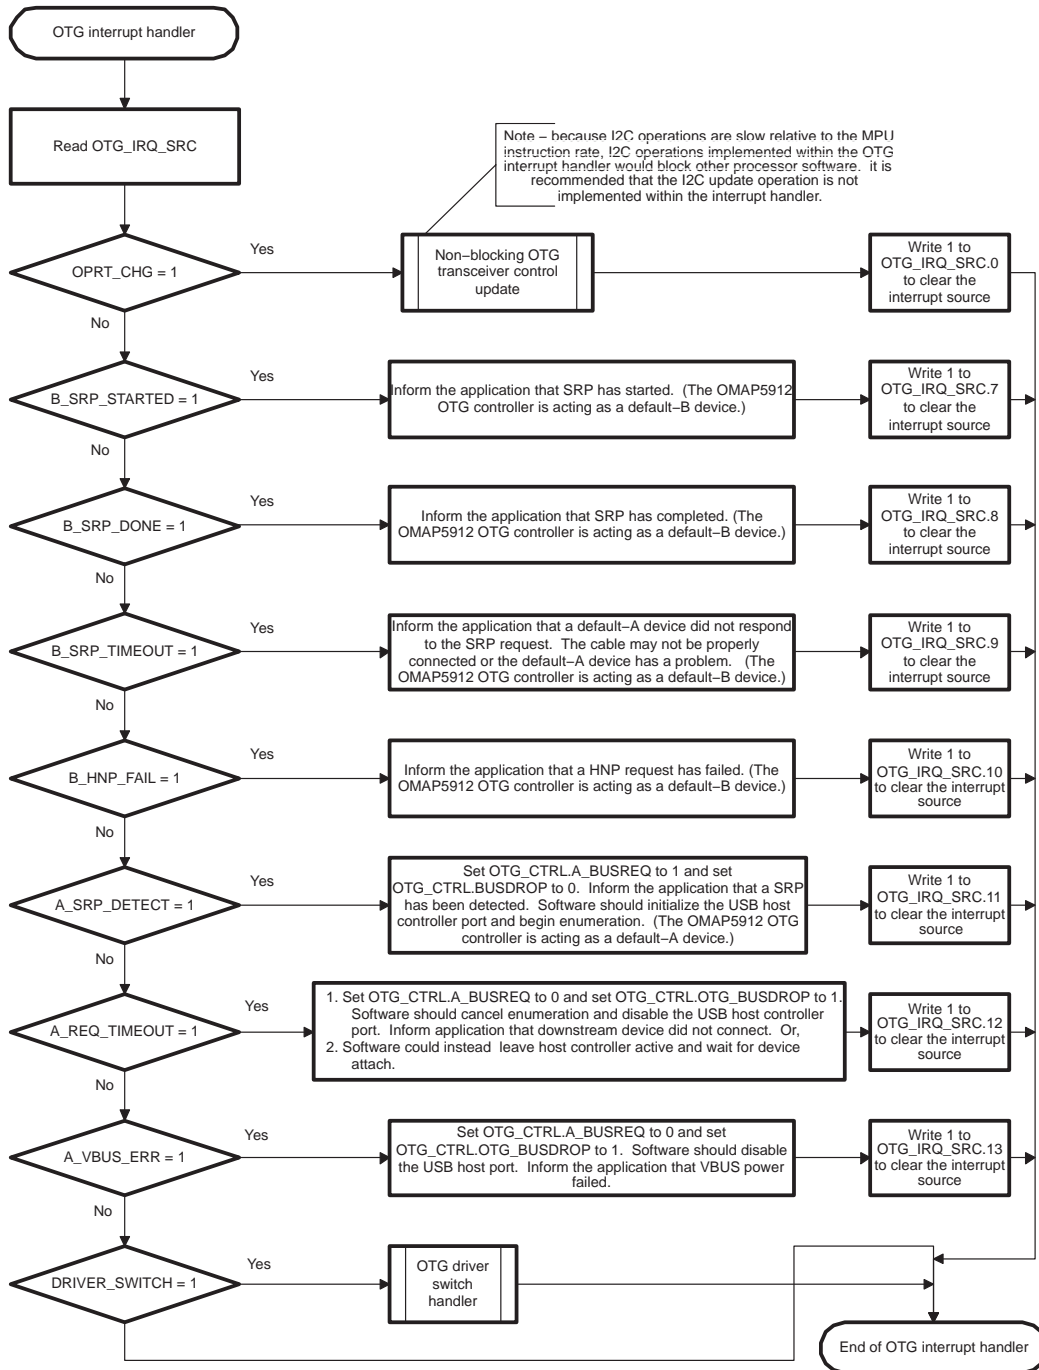 OTG interrupt handler
Read OTG_IRQ_SRC
Note – because I2C operations are slow relative to the MPU
instruction rate, I2C operations implemented within the OTG
interrupt handler would block other processor software.  it is
recommended that the I2C update operation is not
implemented within the interrupt handler.
OPRT_CHG = 1
Yes
Non–blocking OTG
transceiver control
update
Write 1 to
OTG_IRQ_SRC.0
to clear the
interrupt source
No
B_SRP_STARTED = 1
Yes
Inform the application that SRP has started.  (The OMAP5912
OTG controller is acting as a default–B device.)
Write 1 to
OTG_IRQ_SRC.7
to clear the
interrupt source
No
B_SRP_DONE = 1
Yes
Inform the application that SRP has completed. (The
OMAP5912 OTG controller is acting as a default–B device.)
Write 1 to
OTG_IRQ_SRC.8
to clear the
interrupt source
No
B_SRP_TIMEOUT = 1
Yes
Inform the application that a default–A device did not respond
to the SRP request.  The cable may not be properly
connected or the default–A device has a problem.   (The
OMAP5912 OTG controller is acting as a default–B device.)
Write 1 to
OTG_IRQ_SRC.9
to clear the
interrupt source
No
B_HNP_FAIL = 1
Yes
Inform the application that a HNP request has failed. (The
OMAP5912 OTG controller is acting as a default–B device.)
Write 1 to
OTG_IRQ_SRC.10
to clear the interrupt
source
No
A_SRP_DETECT = 1
Yes
Set OTG_CTRL.A_BUSREQ to 1 and set
OTG_CTRL.BUSDROP to 0.  Inform the application that a SRP
has been detected.  Software should initialize the USB host
controller port and begin enumeration.  (The OMAP5912 OTG
controller is acting as a default–A device.)
Write 1 to
OTG_IRQ_SRC.11
to clear the interrupt
source
No
A_REQ_TIMEOUT = 1
Yes
1. Set OTG_CTRL.A_BUSREQ to 0 and set OTG_CTRL.OTG_BUSDROP to 1.
Software should cancel enumeration and disable the USB host controller
port.  Inform application that downstream device did not connect.  Or,
2. Software could instead  leave host controller active and wait for device
attach.
Write 1 to
OTG_IRQ_SRC.12
to clear the interrupt
source
No
A_VBUS_ERR = 1
Yes
Set OTG_CTRL.A_BUSREQ to 0 and set
OTG_CTRL.OTG_BUSDROP to 1.  Software should disable
the USB host port.  Inform the application that VBUS power
failed.
Write 1 to
OTG_IRQ_SRC.13
to clear the interrupt
source
No
DRIVER_SWITCH = 1
Yes
OTG driver
switch
handler
End of OTG interrupt handler